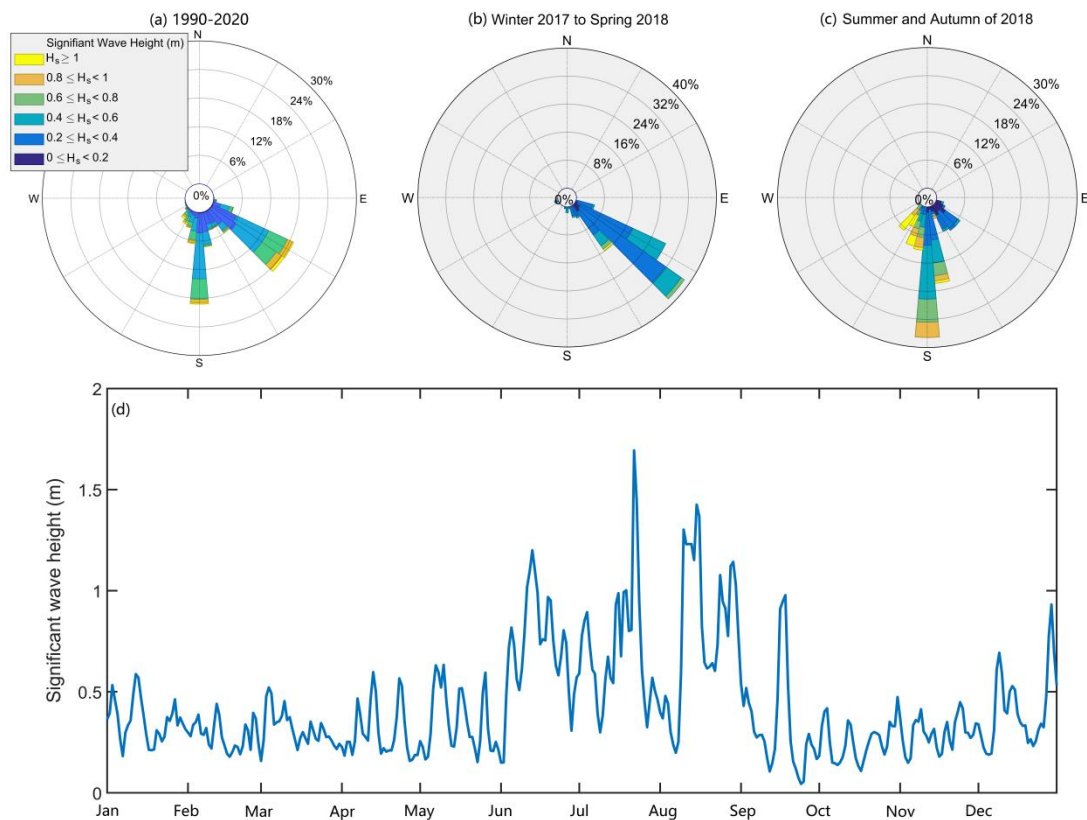 (a) 1990-2020
N
Signifiant Wave Height (m)
Hₛ ≥ 1
0.8 ≤ Hₛ < 1
0.6 ≤ Hₛ < 0.8
0.4 ≤ Hₛ < 0.6
0.2 ≤ Hₛ < 0.4
0 ≤ Hₛ < 0.2
30%
24%
18%
12%
6%
0%
W
E
S
(b) Winter 2017 to Spring 2018
N
40%
32%
24%
16%
8%
0%
W
E
S
(c) Summer and Autumn of 2018
N
30%
24%
18%
12%
6%
0%
W
E
S
(d)
Significant wave height (m)
2
1.5
1
0.5
0
Jan Feb Mar Apr May Jun Jul Aug Sep Oct Nov Dec